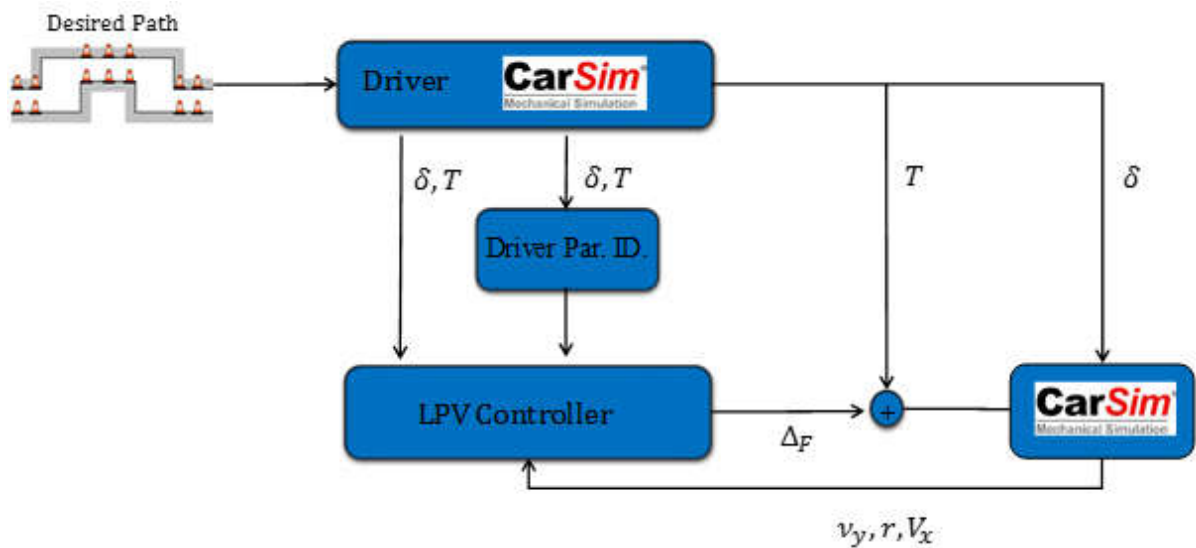 Desired Path
Driver
CarSim®
Mechanical Simulation
δ, T
δ, T
T
δ
Driver Par. ID.
LPV Controller
Δ_F
+
CarSim®
Mechanical Simulation
v_y, r, V_x